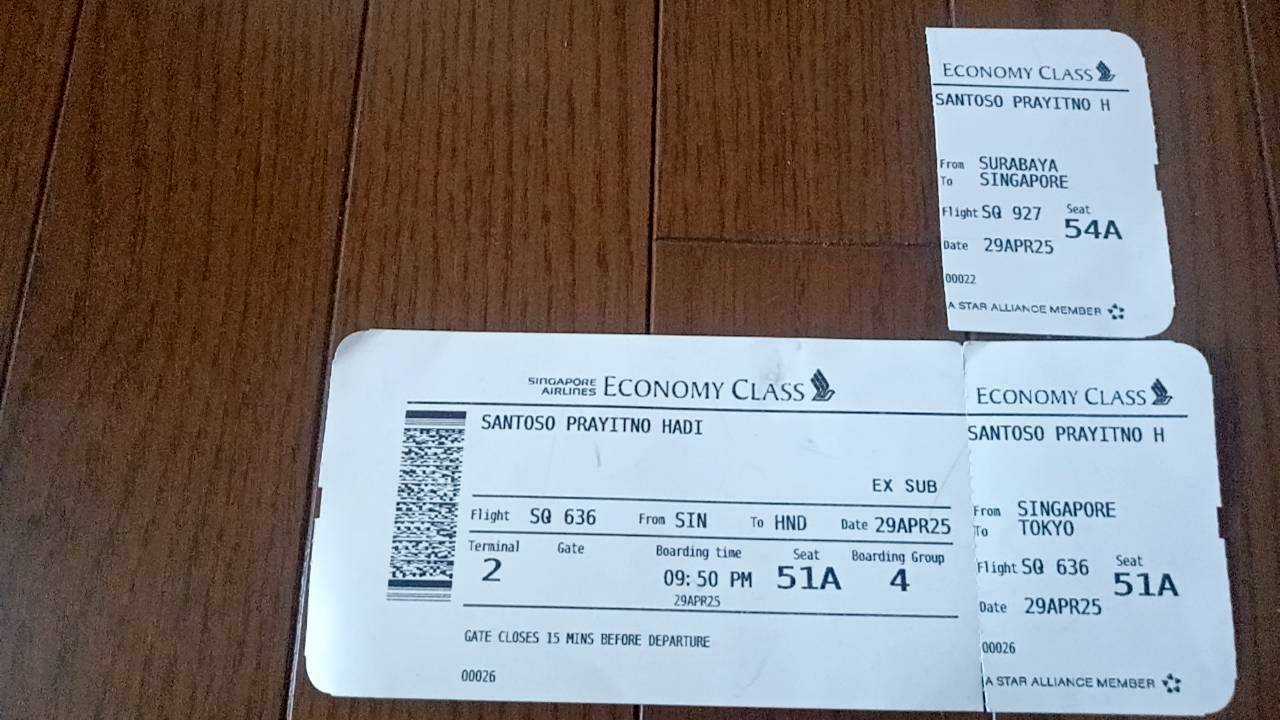 ECONOMY CLASS
SANTOSO PRAYITNO H
From SURABAYA
To SINGAPORE
Flight SQ 927 Seat 54A
Date 29APR25
00022
A STAR ALLIANCE MEMBER
SINGAPORE AIRLINES ECONOMY CLASS
SANTOSO PRAYITNO HADI
EX SUB
Flight SQ 636 From SIN To HND Date 29APR25
Terminal Gate Boarding time Seat Boarding Group
2 09:50 PM 51A 4
29APR25
GATE CLOSES 15 MINS BEFORE DEPARTURE
00026
ECONOMY CLASS
SANTOSO PRAYITNO H
From SINGAPORE
To TOKYO
Flight SQ 636 Seat 51A
Date 29APR25
00026
A STAR ALLIANCE MEMBER